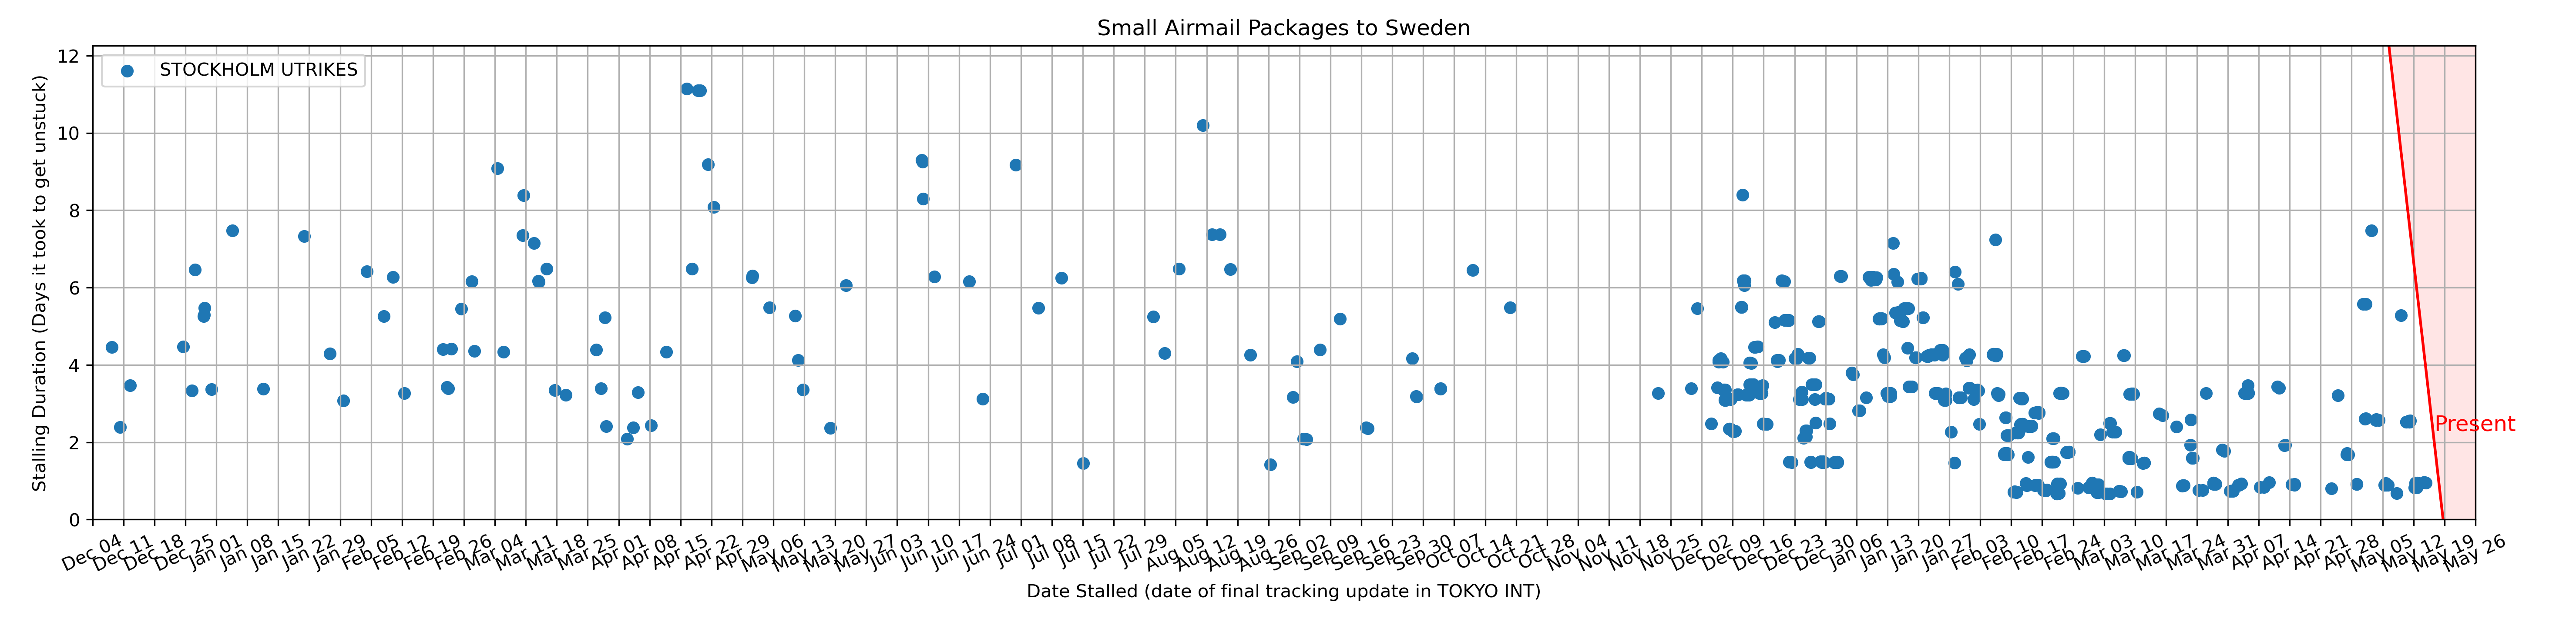 Small Airmail Packages to Sweden
STOCKHOLM UTRIKES
Days it took to get unstuck
Stalling Duration (Days it took to get unstuck)
12
10
8
6
4
2
0
Present
Dec 04
Dec 11
Dec 18
Dec 25
Jan 01
Jan 08
Jan 15
Jan 22
Jan 29
Feb 05
Feb 12
Feb 19
Feb 26
Mar 04
Mar 11
Mar 18
Mar 25
Apr 01
Apr 08
Apr 15
Apr 22
Apr 29
May 06
May 13
May 20
May 27
Jun 03
Jun 10
Jun 17
Jun 24
Jul 01
Jul 08
Jul 15
Jul 22
Jul 29
Aug 05
Aug 12
Aug 19
Aug 26
Sep 02
Sep 09
Sep 16
Sep 23
Sep 30
Oct 07
Oct 14
Oct 21
Oct 28
Nov 04
Nov 11
Nov 18
Nov 25
Dec 02
Dec 09
Dec 16
Dec 23
Dec 30
Jan 06
Jan 13
Jan 20
Jan 27
Feb 03
Feb 10
Feb 17
Feb 24
Mar 03
Mar 10
Mar 17
Mar 24
Mar 31
Apr 07
Apr 14
Apr 21
Apr 28
May 05
May 12
May 19
May 26
Date Stalled (date of final tracking update in TOKYO INT)